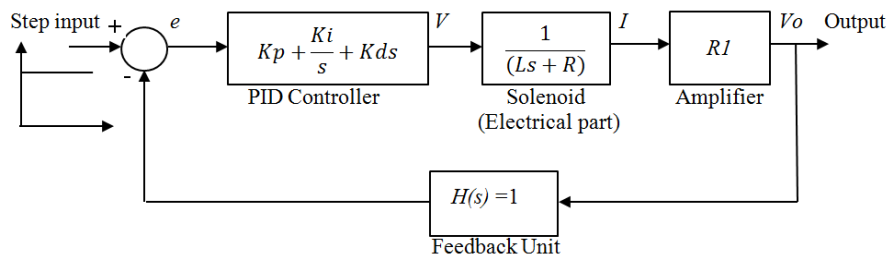 Step input
+
-
e
Kp + Ki/s + Kds
PID Controller
V
1/(Ls + R)
Solenoid
(Electrical part)
I
R1
Amplifier
Vo
Output
H(s) =1
Feedback Unit